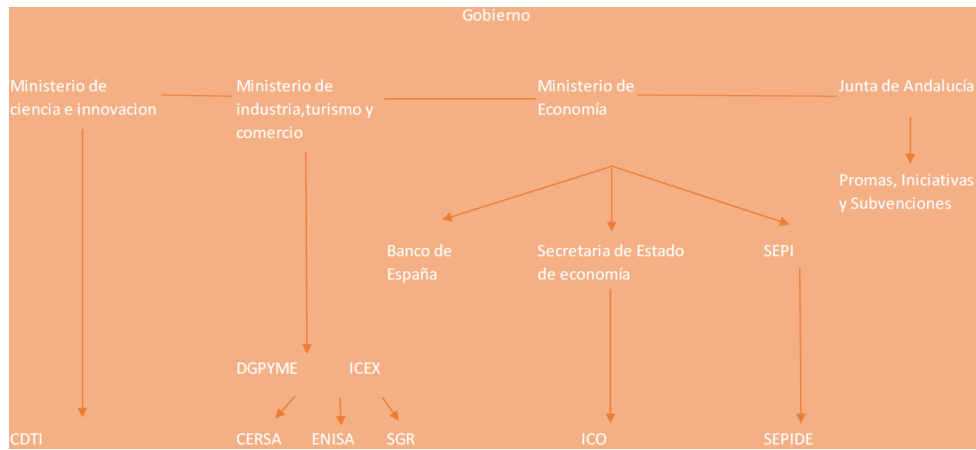 Gobierno
Ministerio de
ciencia e innovacion
Ministerio de
industria,turismo y
comercio
Ministerio de
Economía
Junta de Andalucía
Promas, Iniciativas
y Subvenciones
Banco de
España
Secretaria de Estado
de economía
SEPI
DGPYME
ICEX
CDTI
CERSA
ENISA
SGR
ICO
SEPIDE